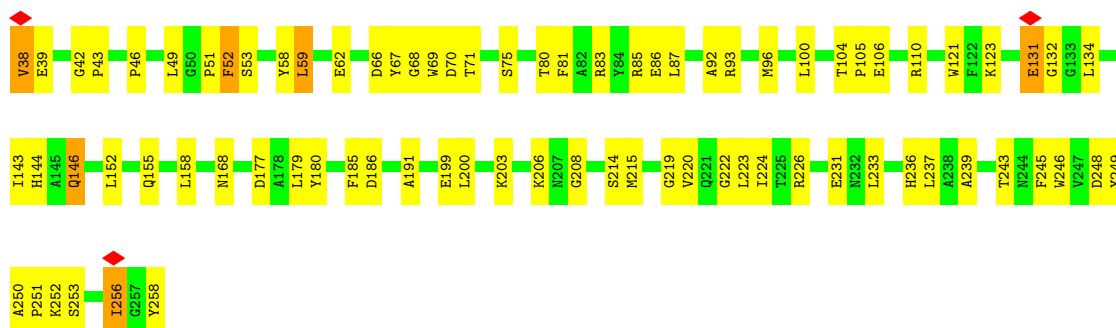 V38 E39 G42 P43 P46 L49 G50 P51 F52 S53 Y58 L59 E62 D66 Y67 G68 W69 D70 T71 S75 T80 F81 A82 R83 Y84 R85 E86 L87 A92 R93 M96 L100 T104 P105 E106 R110 W121 F122 K123 E131 G132 G133 L134
I143 H144 A145 Q146 L152 Q155 L158 N168 D177 A178 L179 Y180 F185 D186 A191 E199 L200 K203 K206 N207 G208 S214 M215 G219 V220 Q221 G222 L223 I224 T225 R226 E231 N232 L233 H236 L237 A238 A239 T243 N244 F245 W246 V247 D248 Y249
A250 P251 K252 S253 I256 G257 Y258